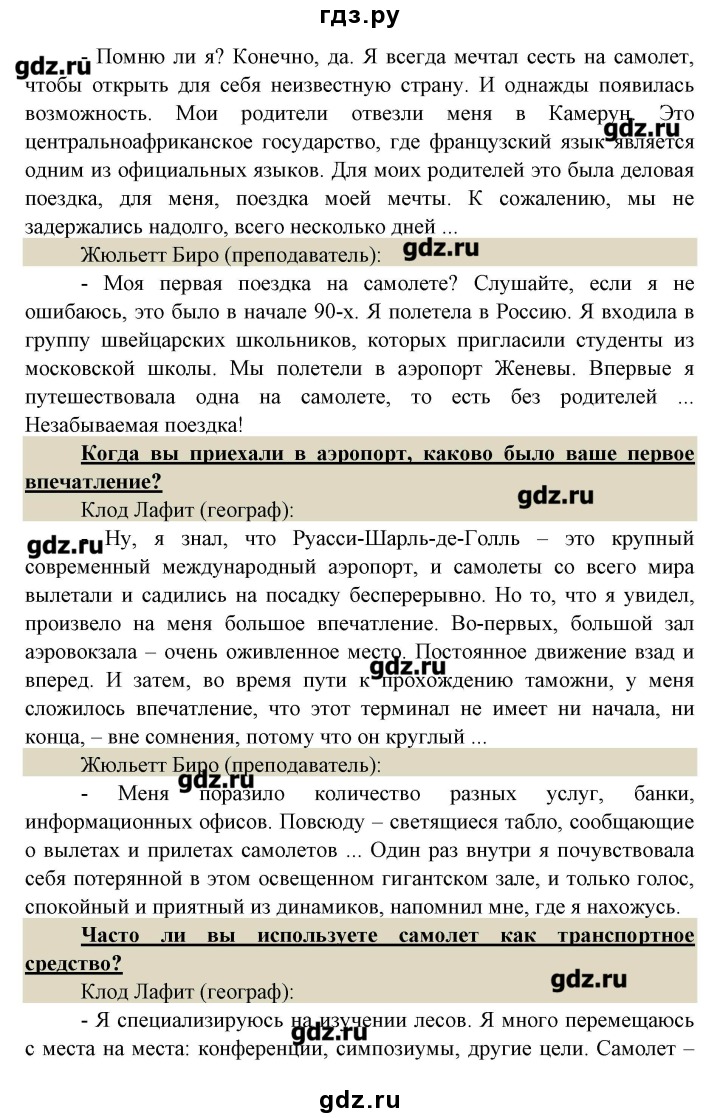 гдз.ру
- Помню ли я? Конечно, да. Я всегда мечтал сесть на самолет,
gdz.ru
чтобы открыть для себя неизвестную страну. И однажды появилась
возможность. Мои родители отвезли меня в Камерун. Это
gdz.ru
центральноафриканское государство, где французский язык является
одним из официальных языков. Для моих родителей это была деловая
поездка, для меня, поездка моей мечты. К сожалению, мы не
задержались надолго, всего несколько дней ...
Жюльетт Биро (преподаватель):
gdz.ru
- Моя первая поездка на самолете? Слушайте, если я не
ошибаюсь, это было в начале 90-х. Я полетела в Россию. Я входила в
группу швейцарских школьников, которых пригласили студенты из
московской школы. Мы полетели в аэропорт Женевы. Впервые я
путешествовала одна на самолете, то есть без родителей ...
Незабываемая поездка!
Когда вы приехали в аэропорт, каково было ваше первое
впечатление?
gdz.ru
Клод Лафит (географ):
gdz.ru
Ну, я знал, что Руасси-Шарль-де-Голль – это крупный
современный международный аэропорт, и самолеты со всего мира
вылетали и садились на посадку бесперерывно. Но то, что я увидел,
произвело на меня большое впечатление. Во-первых, большой зал
аэровокзала – очень оживленное место. Постоянное движение взад и
gdz.ru
вперед. И затем, во время пути к прохождению таможни, у меня
сложилось впечатление, что этот терминал не имеет ни начала, ни
конца, – вне сомнения, потому что он круглый ...
Жюльетт Биро (преподаватель):
gdz.ru
- Меня поразило количество разных услуг, банки,
информационных офисов. Повсюду – светящиеся табло, сообщающие
о вылетах и прилетах самолетов ... Один раз внутри я почувствовала
себя потерянной в этом освещенном гигантском зале, и только голос,
спокойный и приятный из динамиков, напомнил мне, где я нахожусь.
Часто ли вы используете самолет как транспортное
средство?
gdz.ru
Клод Лафит (географ):
- Я специализируюсь на изучении лесов. Я много перемещаюсь
gdz.ru
с места на места: конференции, симпозиумы, другие цели. Самолет –
gdz.ru